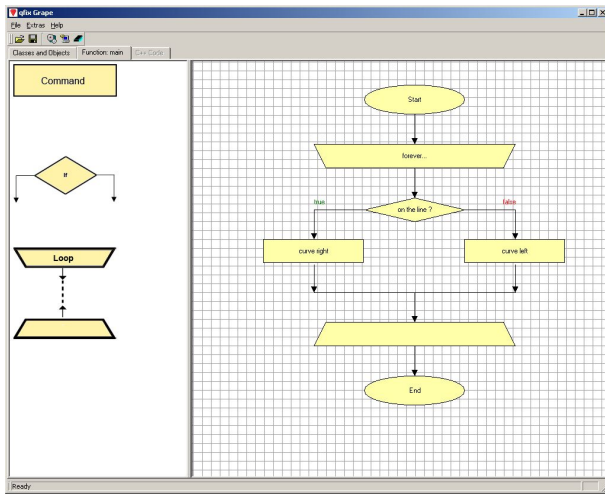 qfix Grape
File Extras Help
Classes and Objects Function: main C++ Code
Command
If
Loop
Start
forever...
on the line ?
true
false
curve right
curve left
End
Ready